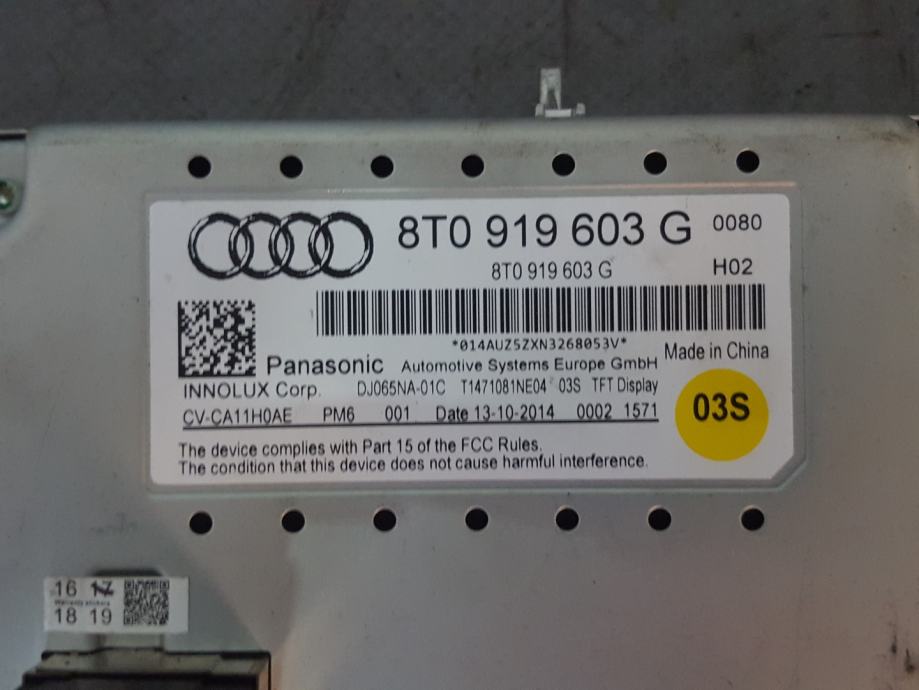 8T0 919 603 G 0080
8T0 919 603 G H02
*014AUZ5ZXN3268053V*
Made in China
Panasonic Automotive Systems Europe GmbH
INNOLUX Corp. DJ065NA-01C T1471081NE04 03S TFT Display
CV-CA11H0AE PM6 001 Date 13-10-2014 0002 1571
03S
The device complies with Part 15 of the FCC Rules.
The condition that this device does not cause harmful interference.
16 17
Warranty stickers
18 19